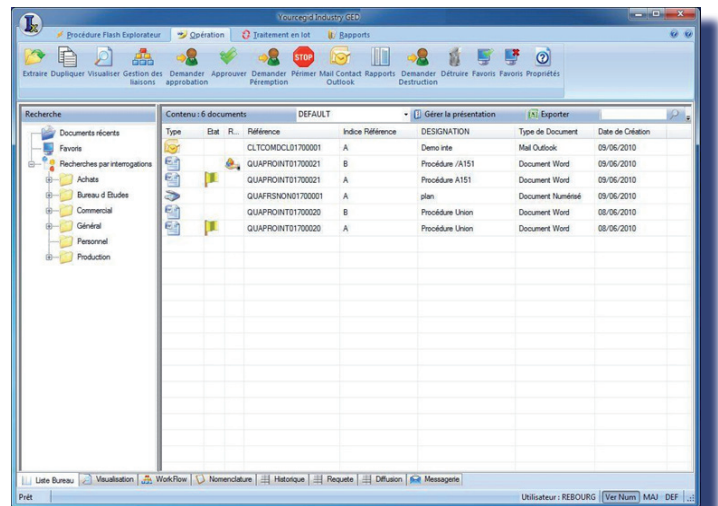 Yourcegid Industry GED
Procédure Flash Explorateur Opération Traitement en lot Rapports
Extraire Dupliquer Visualiser Gestion des liaisons Demander approbation Approuver Demander Péremption Périmer Mail Contact Outlook Rapports Demander Destruction Détruire Favoris Favoris Propriétés
STOP
Recherche
Documents récents
Favoris
Recherches par interrogations
Achats
Bureau d Etudes
Commercial
Général
Personnel
Production
Contenu : 6 documents DEFAULT Gérer la présentation Exporter
Type Etat R... Référence Indice Référence DESIGNATION Type de Document Date de Création
CLTCOMDCL01700001 A Demo inte Mail Outlook 09/06/2010
QUAPROINT01700021 B Procédure /A151 Document Word 09/06/2010
QUAPROINT01700021 A Procédure A151 Document Word 09/06/2010
QUAFRSNON01700001 A plan Document Numérisé 09/06/2010
QUAPROINT01700020 B Procédure Union Document Word 08/06/2010
QUAPROINT01700020 A Procédure Union Document Word 08/06/2010
Liste Bureau Visualisation WorkFlow Nomenclature Historique Requete Diffusion Messagerie
Prêt Utilisateur : REBOURG Ver Num MAJ DEF